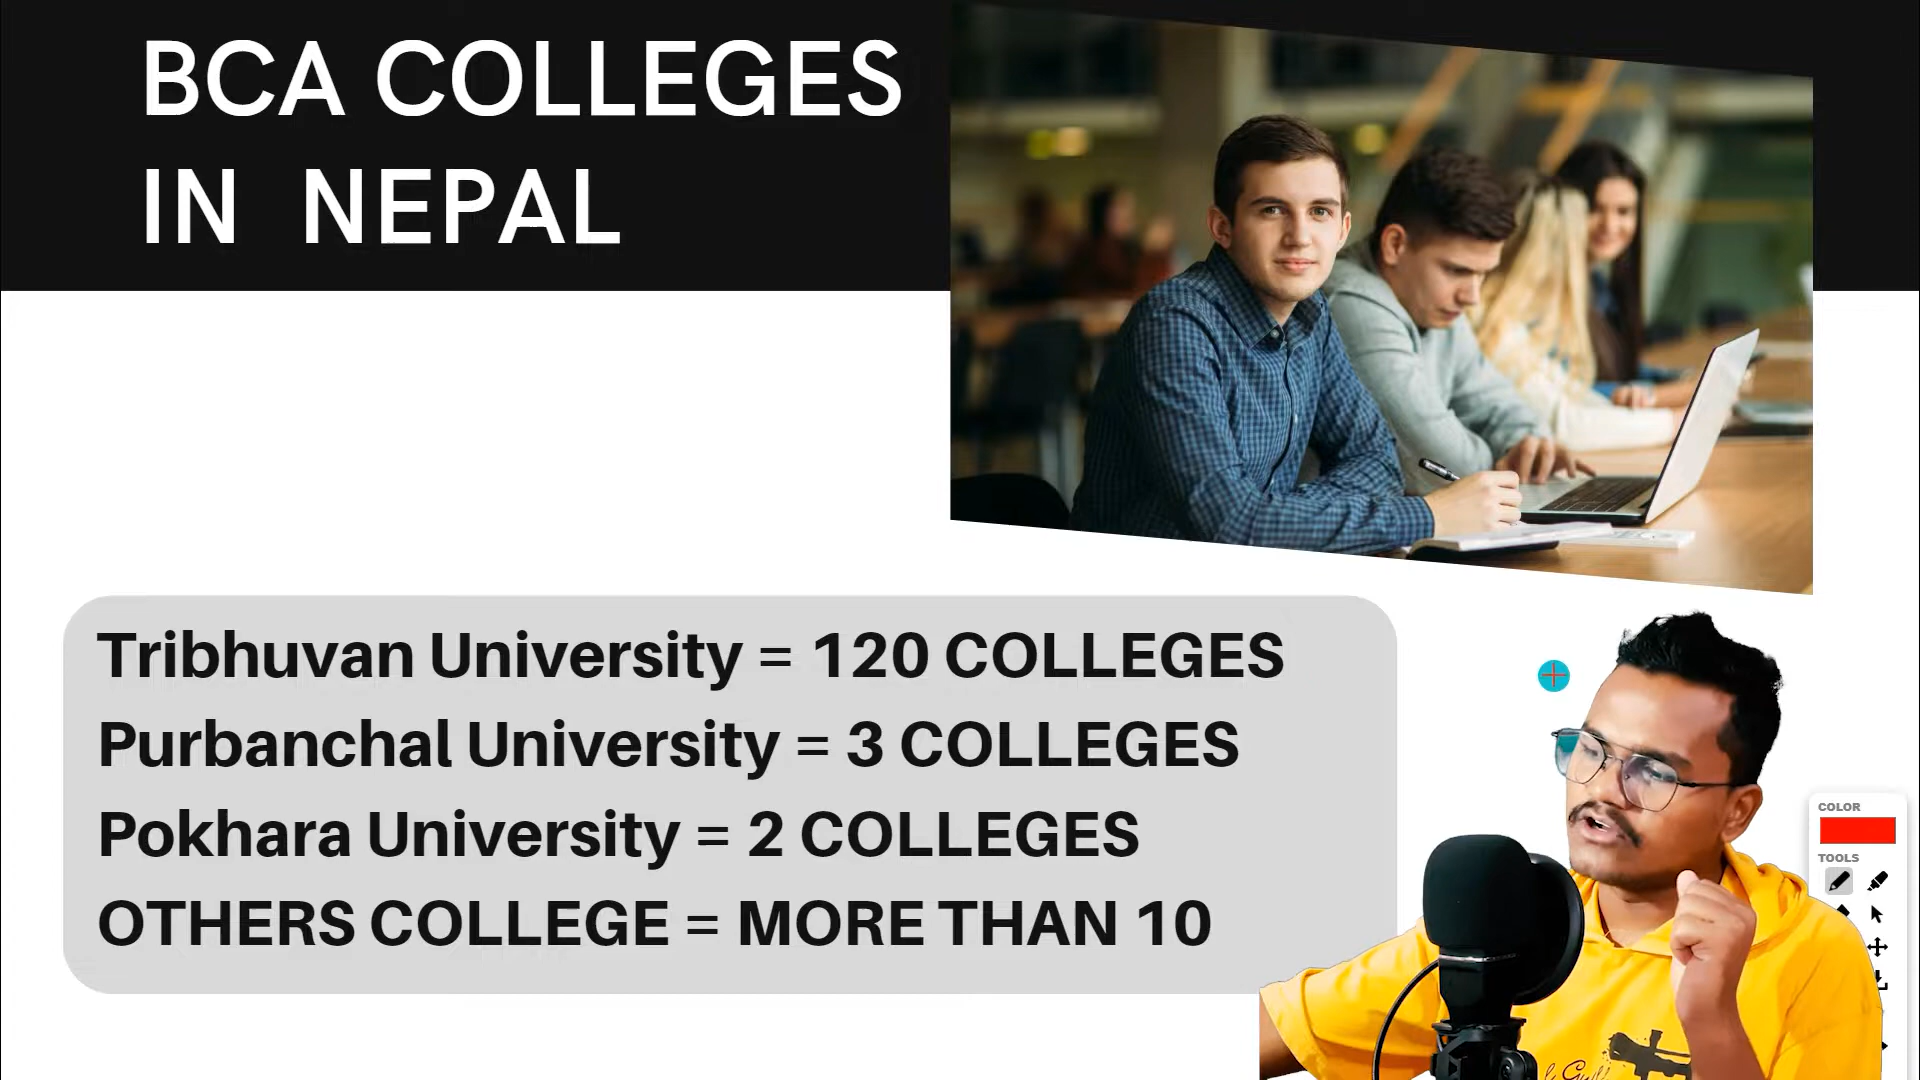 BCA COLLEGES
IN NEPAL
Tribhuvan University = 120 COLLEGES
Purbanchal University = 3 COLLEGES
Pokhara University = 2 COLLEGES
OTHERS COLLEGE = MORE THAN 10
COLOR
TOOLS